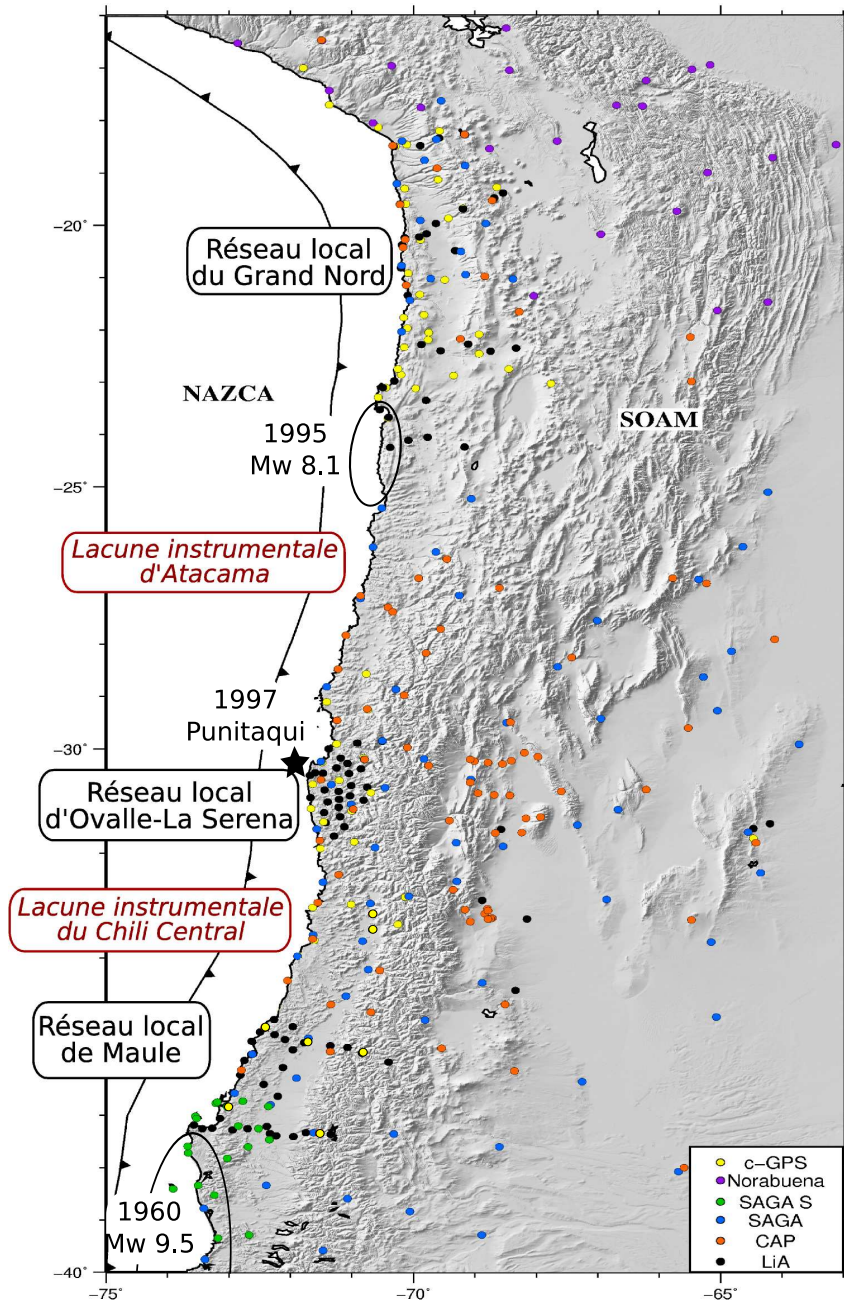 −20°
Réseau local
du Grand Nord
NAZCA
SOAM
1995
Mw 8.1
−25°
Lacune instrumentale
d'Atacama
1997
Punitaqui
−30°
Réseau local
d'Ovalle-La Serena
Lacune instrumentale
du Chili Central
Réseau local
de Maule
1960
Mw 9.5
c−GPS
Norabuena
SAGA S
SAGA
CAP
LiA
−40°
−75°
−70°
−65°